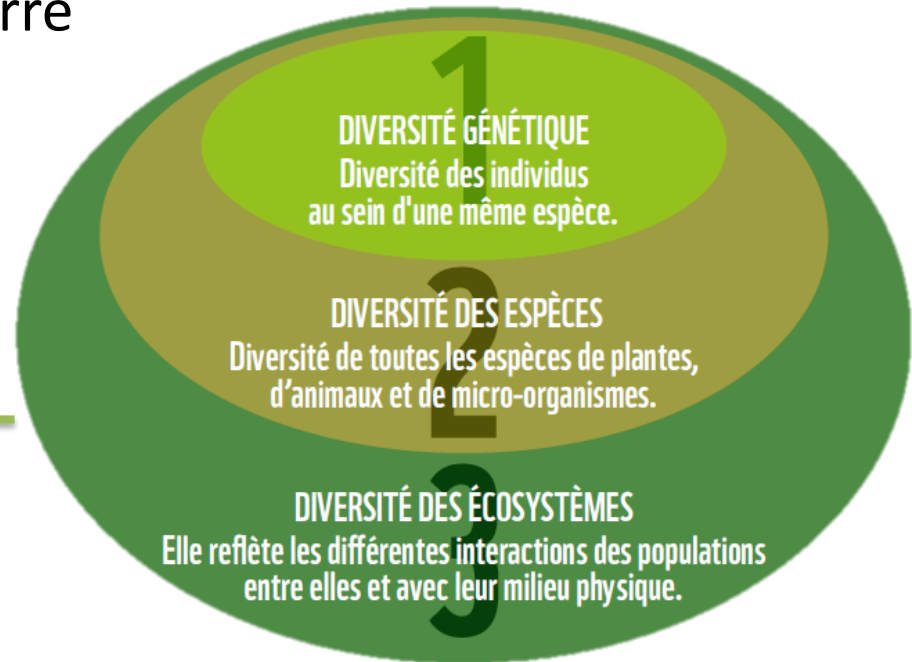 rre
1
DIVERSITÉ GÉNÉTIQUE
Diversité des individus
au sein d'une même espèce.
2
DIVERSITÉ DES ESPÈCES
Diversité de toutes les espèces de plantes,
d’animaux et de micro-organismes.
3
DIVERSITÉ DES ÉCOSYSTÈMES
Elle reflète les différentes interactions des populations
entre elles et avec leur milieu physique.